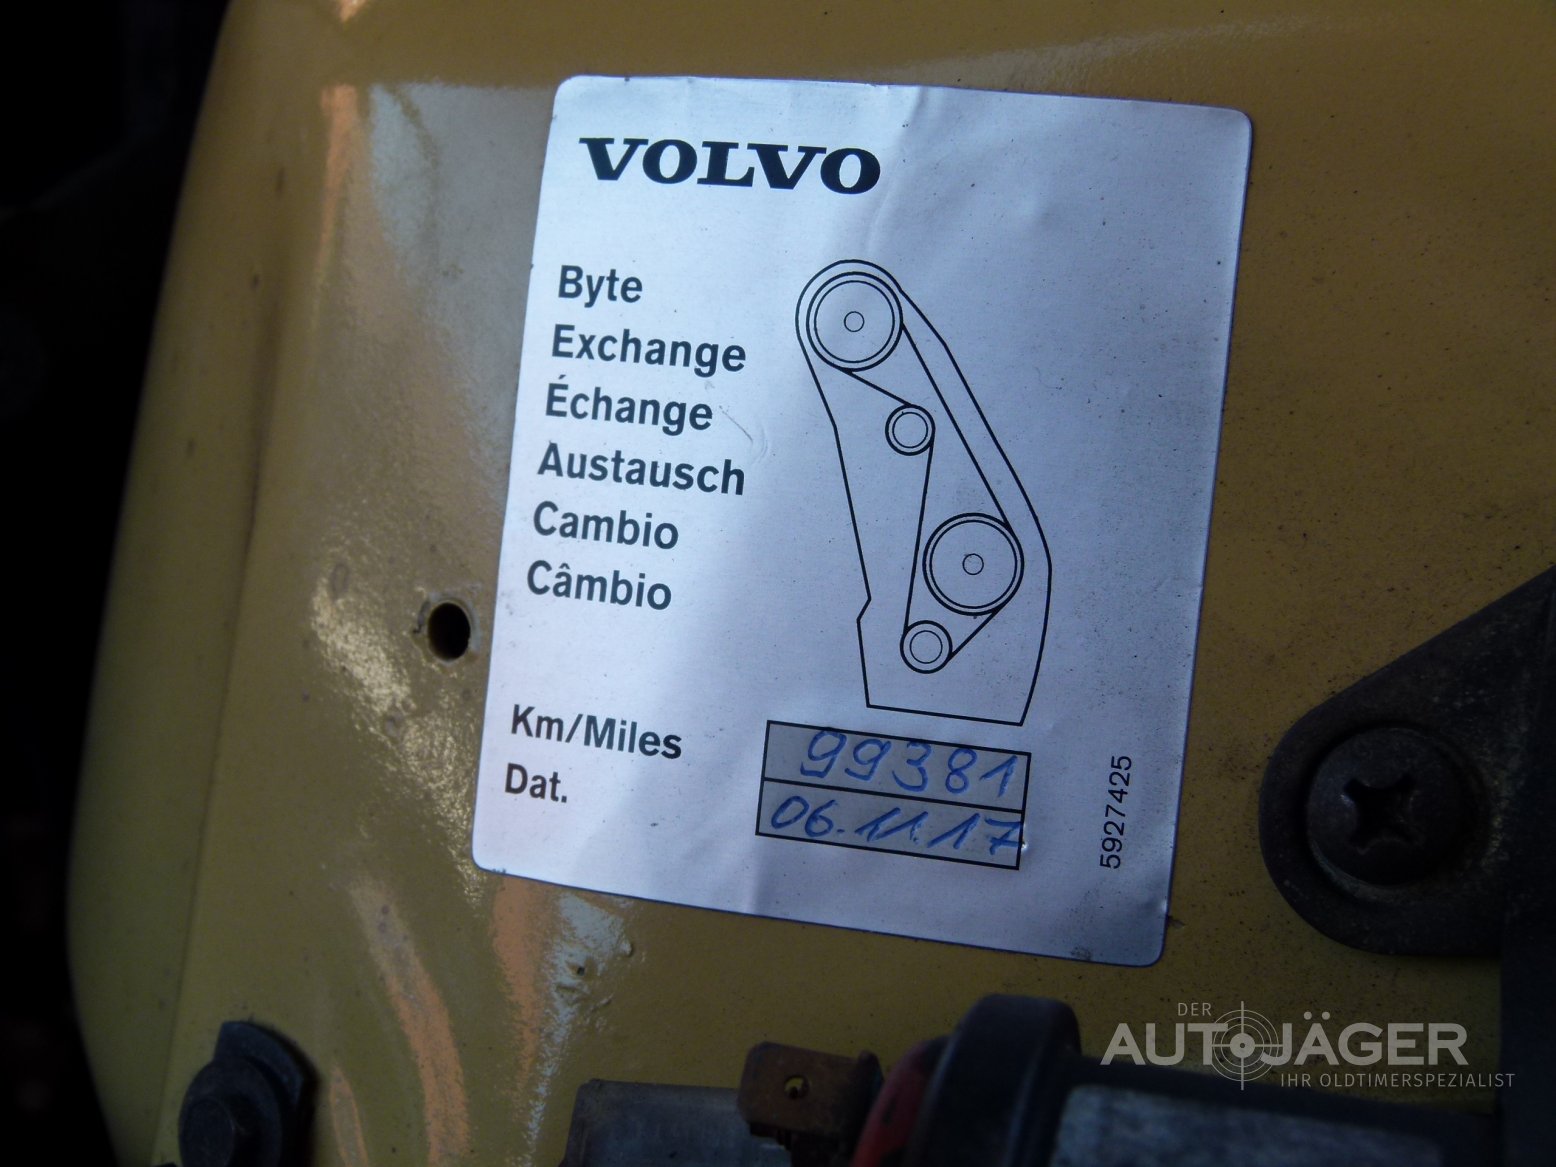 VOLVO
Byte
Exchange
Échange
Austausch
Cambio
Câmbio
Km/Miles 99381
Dat. 06.11.17
5927425
DER
AUTOJÄGER
IHR OLDTIMERSPEZIALIST